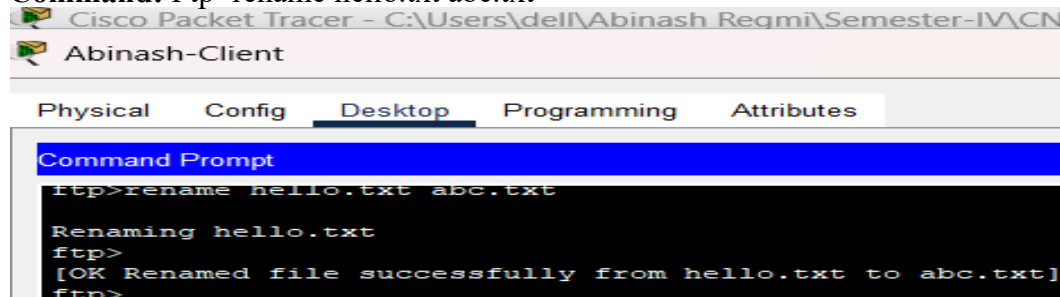 Command: Ftp>rename hello.txt abc.txt
Cisco Packet Tracer - C:\Users\dell\Abinash Regmi\Semester-IV\CN
Abinash-Client
Physical Config Desktop Programming Attributes
Command Prompt
ftp>rename hello.txt abc.txt
Renaming hello.txt
ftp>
[OK Renamed file successfully from hello.txt to abc.txt]
ftp>